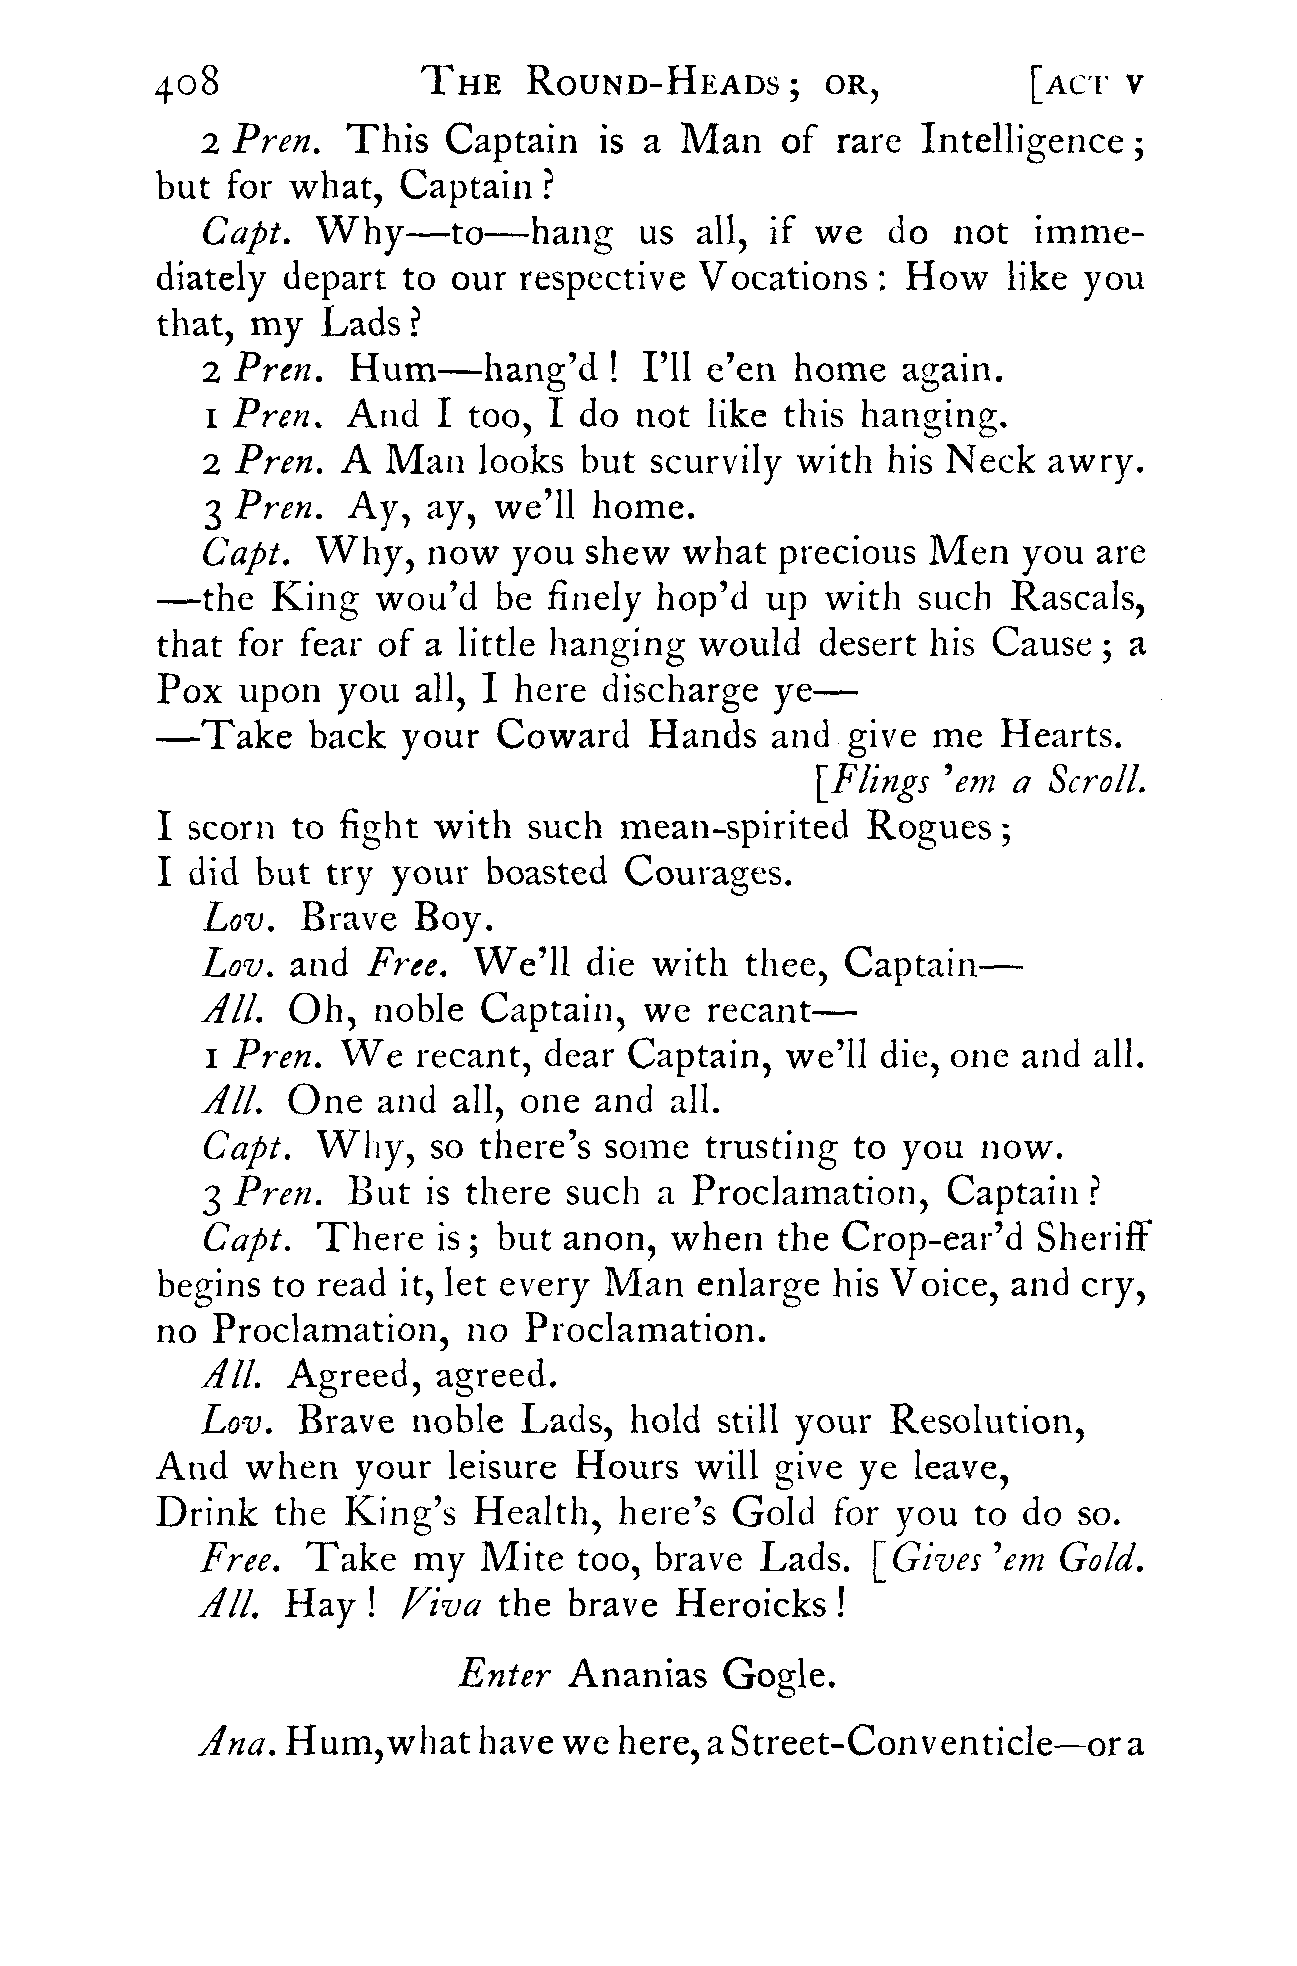 408 The Round-Heads; or, [act v
2 Pren. This Captain is a Man of rare Intelligence;
but for what, Captain?
Capt. Why—to—hang us all, if we do not imme-
diately depart to our respective Vocations: How like you
that, my Lads?
2 Pren. Hum—hang'd! I'll e'en home again.
1 Pren. And I too, I do not like this hanging.
2 Pren. A Man looks but scurvily with his Neck awry.
3 Pren. Ay, ay, we'll home.
Capt. Why, now you shew what precious Men you are
—the King wou'd be finely hop'd up with such Rascals,
that for fear of a little hanging would desert his Cause; a
Pox upon you all, I here discharge ye—
—Take back your Coward Hands and give me Hearts.
[Flings 'em a Scroll.
I scorn to fight with such mean-spirited Rogues;
I did but try your boasted Courages.
Lov. Brave Boy.
Lov. and Free. We'll die with thee, Captain—
All. Oh, noble Captain, we recant—
1 Pren. We recant, dear Captain, we'll die, one and all.
All. One and all, one and all.
Capt. Why, so there's some trusting to you now.
3 Pren. But is there such a Proclamation, Captain?
Capt. There is; but anon, when the Crop-ear'd Sheriff
begins to read it, let every Man enlarge his Voice, and cry,
no Proclamation, no Proclamation.
All. Agreed, agreed.
Lov. Brave noble Lads, hold still your Resolution,
And when your leisure Hours will give ye leave,
Drink the King's Health, here's Gold for you to do so.
Free. Take my Mite too, brave Lads. [Gives 'em Gold.
All. Hay! Viva the brave Heroicks!
Enter Ananias Gogle.
Ana. Hum, what have we here, a Street-Conventicle—or a